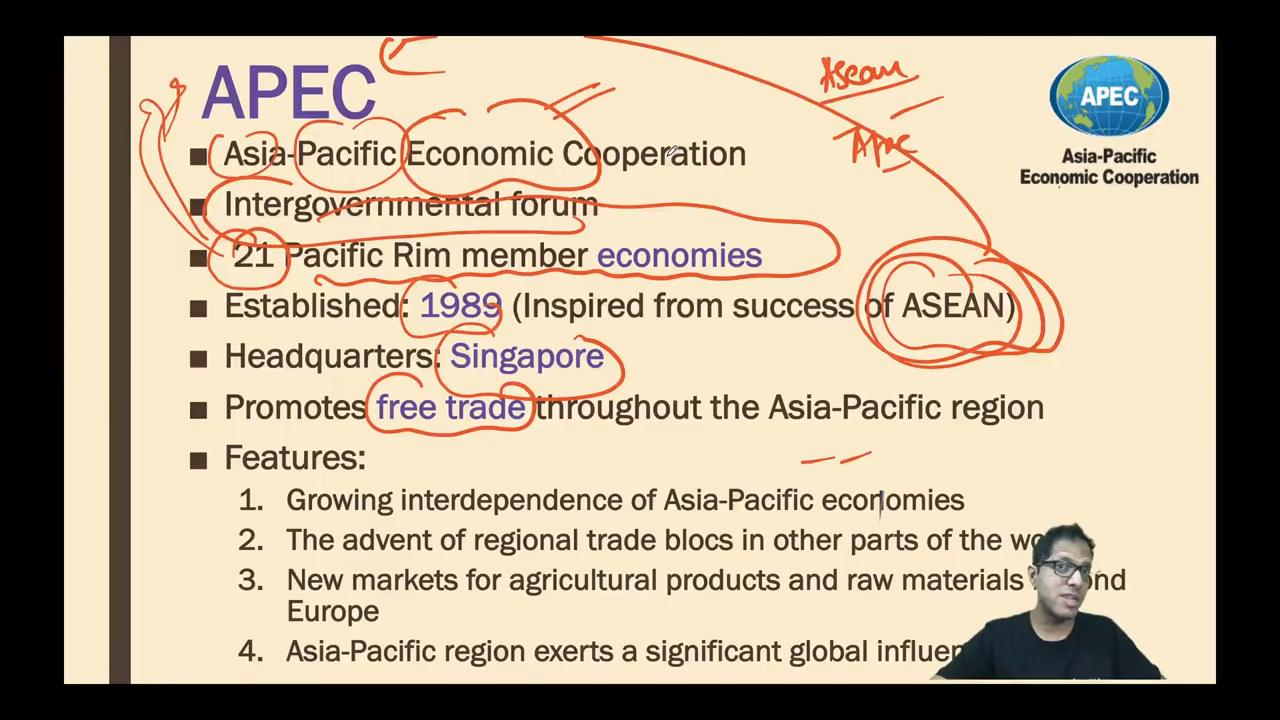 APEC
Asean
Apec
APEC
Asia-Pacific
Economic Cooperation
■ Asia-Pacific Economic Cooperation
■ Intergovernmental forum
■ 21 Pacific Rim member economies
■ Established: 1989 (Inspired from success of ASEAN)
■ Headquarters: Singapore
■ Promotes free trade throughout the Asia-Pacific region
■ Features:
1. Growing interdependence of Asia-Pacific economies
2. The advent of regional trade blocs in other parts of the wo
3. New markets for agricultural products and raw materials ond
Europe
4. Asia-Pacific region exerts a significant global influen